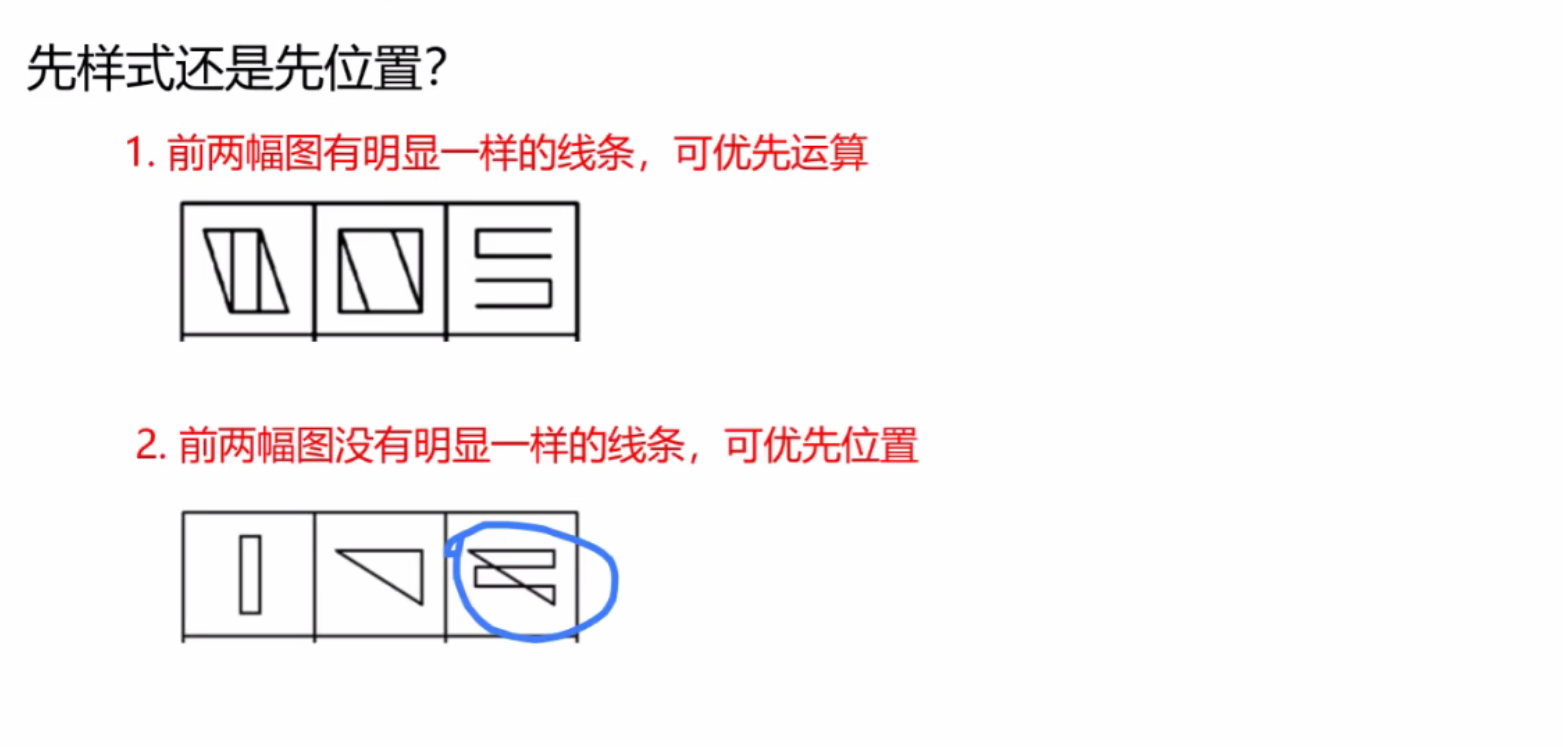 先样式还是先位置?
1. 前两幅图有明显一样的线条，可优先运算
2. 前两幅图没有明显一样的线条，可优先位置